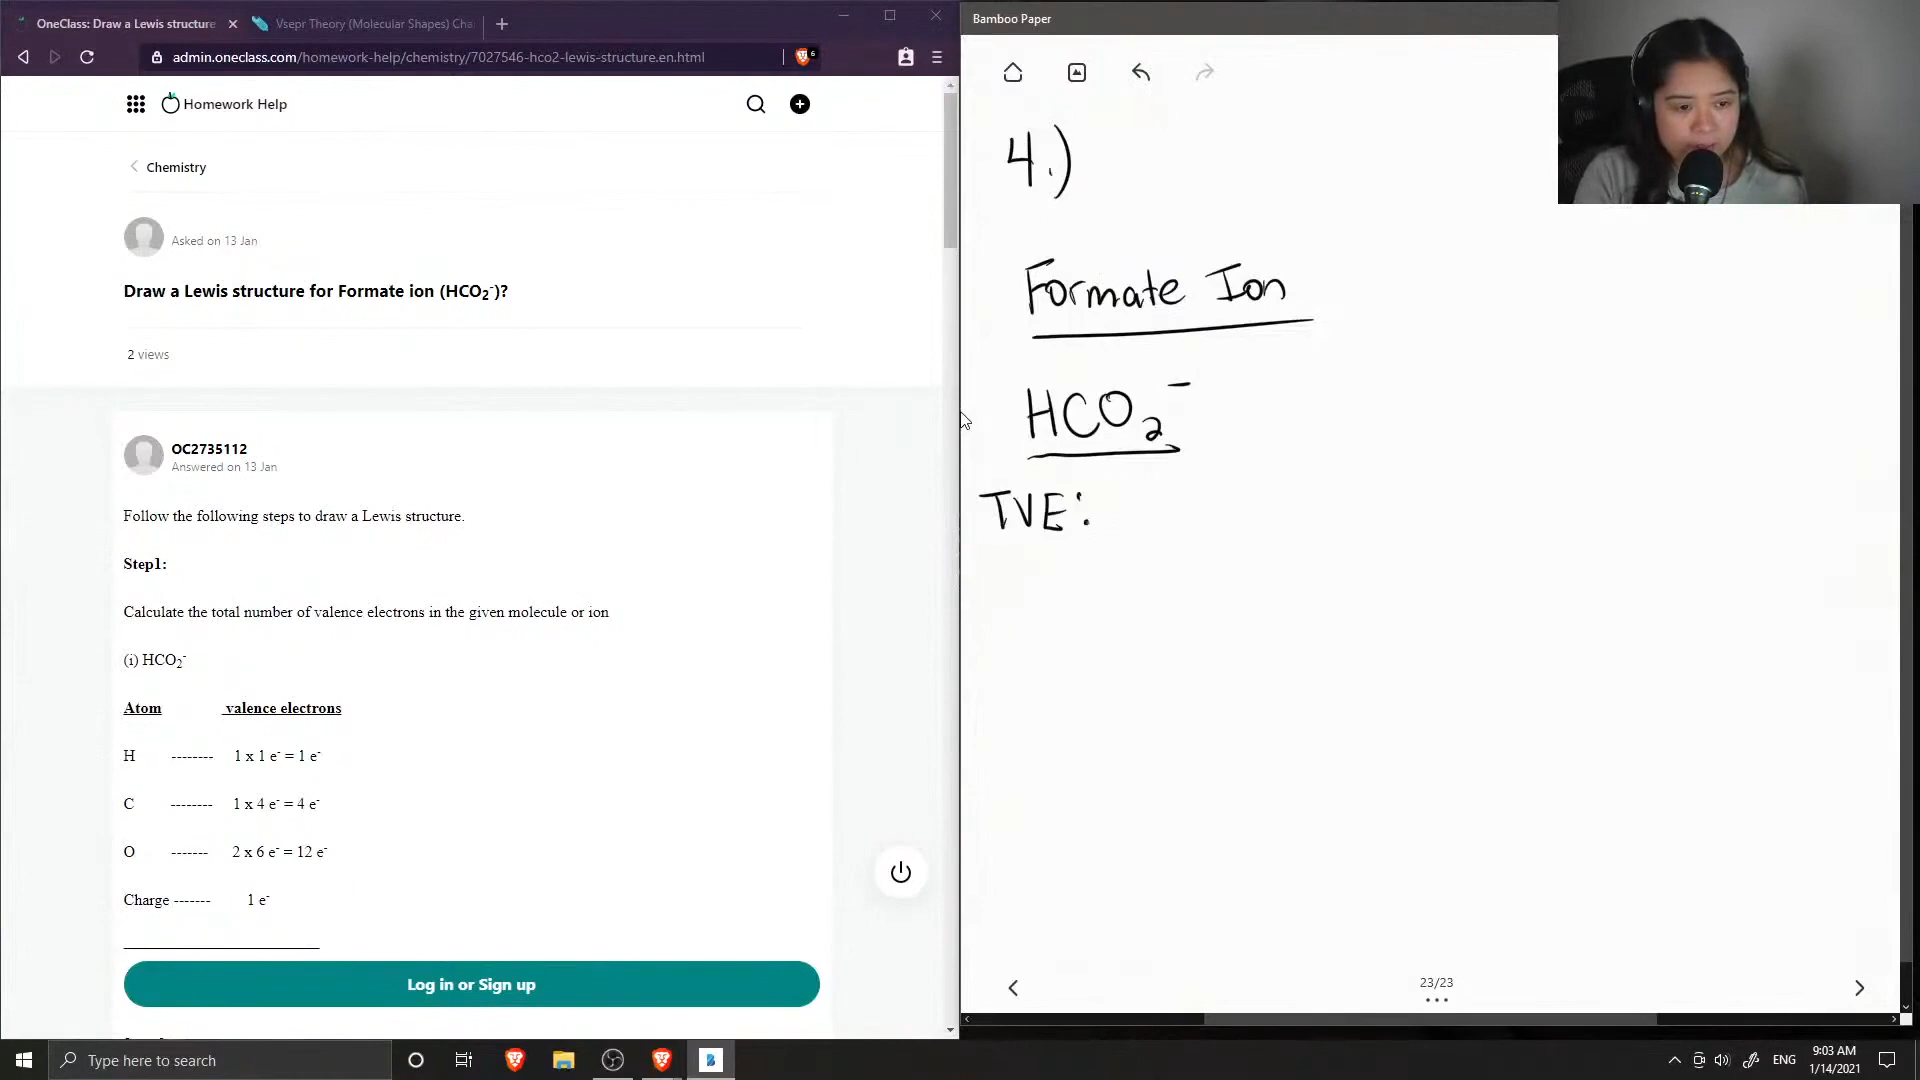 OneClass: Draw a Lewis structure
Vsepr Theory (Molecular Shapes) Cha
admin.oneclass.com/homework-help/chemistry/7027546-hco2-lewis-structure.en.html
6
Homework Help
Chemistry
Asked on 13 Jan
Draw a Lewis structure for Formate ion (HCO₂⁻)?
2 views
OC2735112
Answered on 13 Jan
Follow the following steps to draw a Lewis structure.
Step1:
Calculate the total number of valence electrons in the given molecule or ion
(i) HCO₂⁻
Atom valence electrons
H -------- 1 x 1 e⁻ = 1 e⁻
C -------- 1 x 4 e⁻ = 4 e⁻
O ------- 2 x 6 e⁻ = 12 e⁻
Charge ------- 1 e⁻
Log in or Sign up
Bamboo Paper
4.)
Formate Ion
HCO₂⁻
TVE:
23/23
Type here to search
ENG
9:03 AM
1/14/2021